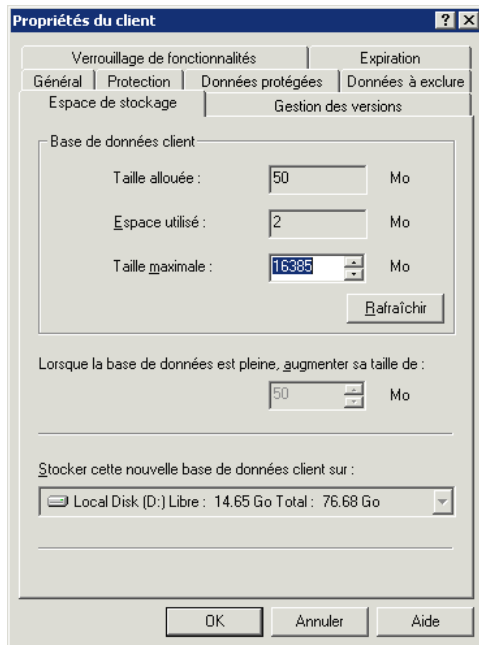 Propriétés du client
Verrouillage de fonctionnalités Expiration
Général Protection Données protégées Données à exclure
Espace de stockage Gestion des versions
Base de données client
Taille allouée : 50 Mo
Espace utilisé : 2 Mo
Taille maximale : 16385 Mo
Rafraîchir
Lorsque la base de données est pleine, augmenter sa taille de :
50 Mo
Stocker cette nouvelle base de données client sur :
Local Disk (D:) Libre : 14.65 Go Total : 76.68 Go
OK Annuler Aide